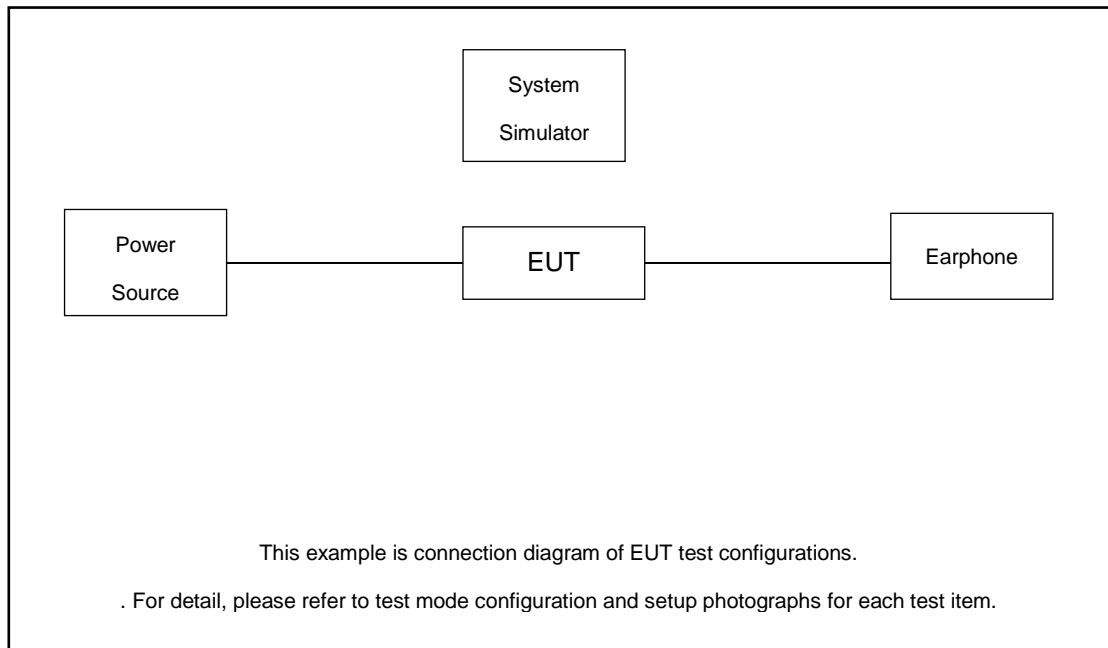 System
Simulator
Power
Source
EUT
Earphone
This example is connection diagram of EUT test configurations.
. For detail, please refer to test mode configuration and setup photographs for each test item.